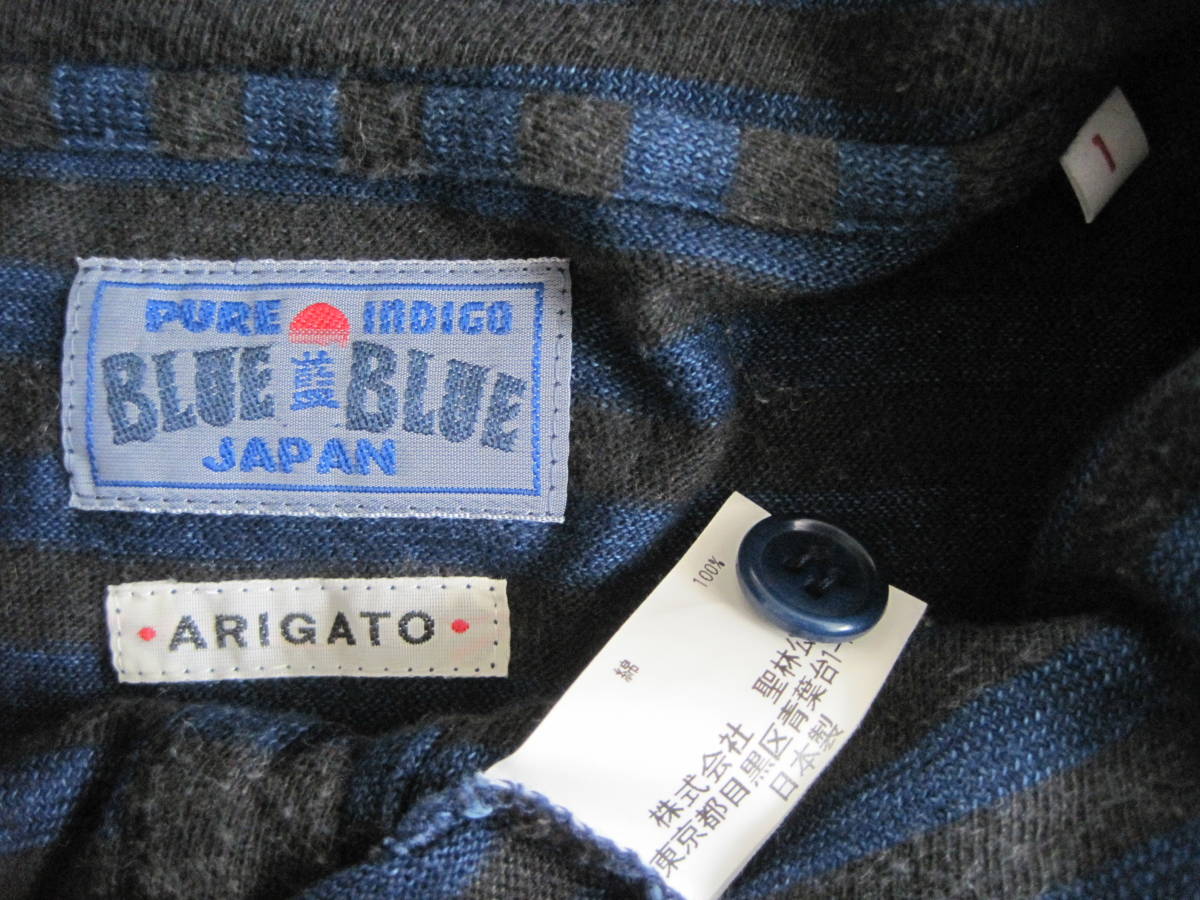 1
PURE INDIGO
BLUE 藍 BLUE
JAPAN
ARIGATO
綿 100%
株式会社 聖林公
東京都目黒区青葉台1-
日本製